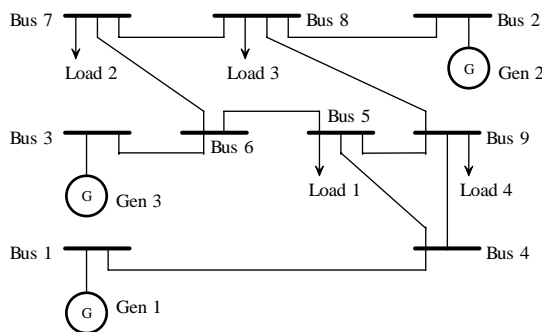 Bus 7
Bus 8
Bus 2
Load 2
Load 3
G
Gen 2
Bus 3
Bus 6
Bus 5
Bus 9
G
Gen 3
Load 1
Load 4
Bus 1
Bus 4
G
Gen 1